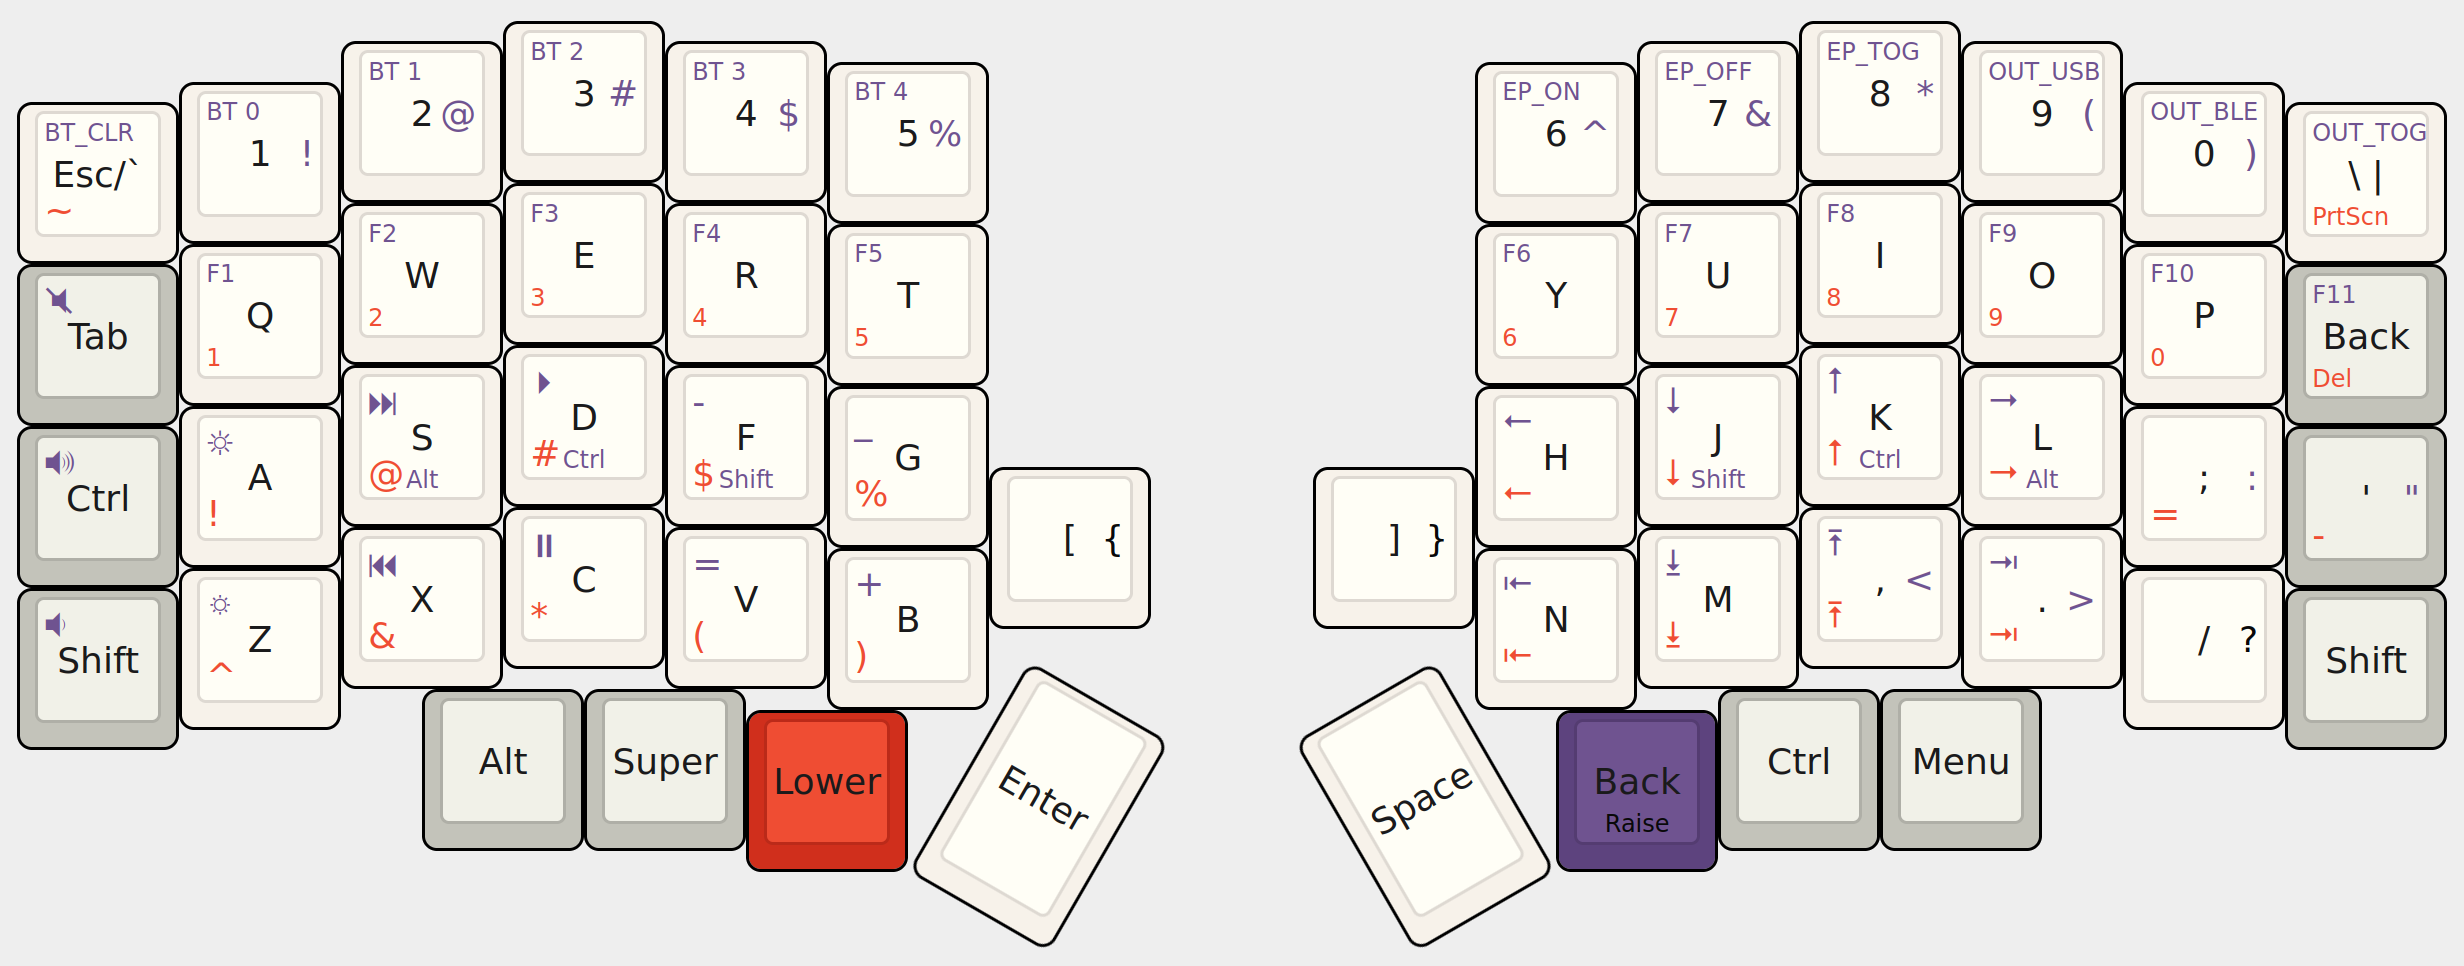 BT_CLR
Esc/`
~
BT 0
1 !
BT 1
2 @
BT 2
3 #
BT 3
4 $
BT 4
5 %
EP_ON
6 ^
EP_OFF
7 &
EP_TOG
8 *
OUT_USB
9 (
OUT_BLE
0 )
OUT_TOG
\ |
PrtScn
Tab
F1
Q
1
F2
W
2
F3
E
3
F4
R
4
F5
T
5
F6
Y
6
F7
U
7
F8
I
8
F9
O
9
F10
P
0
F11
Back
Del
Ctrl
A
!
S
@ Alt
D
# Ctrl
-
F
$ Shift
_
G
%
[ {
] }
←
H
←
↓
J
↓ Shift
↑
K
↑ Ctrl
→
L
→ Alt
; :
=
' "
-
Shift
Z
^
X
&
C
*
=
V
(
+
B
)
N
M
, <
. >
/ ?
Shift
Alt
Super
Lower
Enter
Space
Back
Raise
Ctrl
Menu